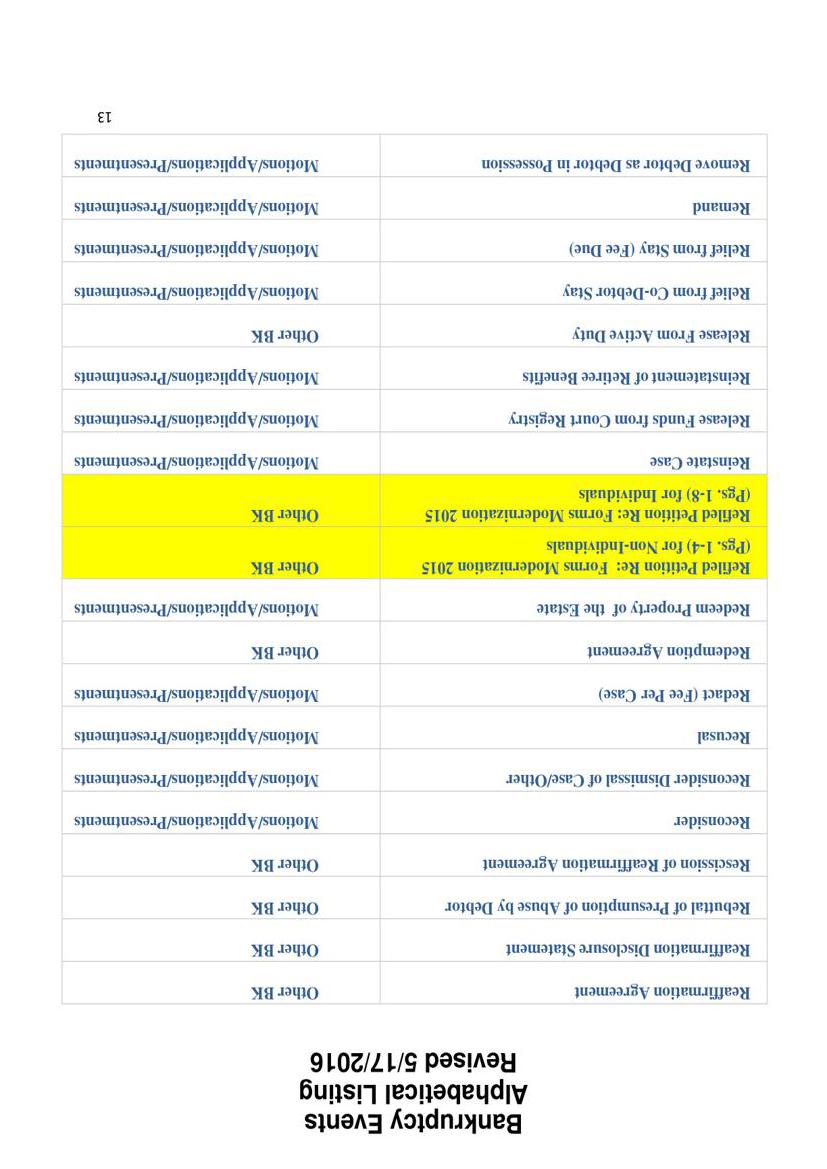 Bankruptcy Events
Alphabetical Listing
Revised 5/17/2016
Reaffirmation Agreement Other BK
Reaffirmation Disclosure Statement Other BK
Rebuttal of Presumption of Abuse by Debtor Other BK
Rescission of Reaffirmation Agreement Other BK
Reconsider Motions/Applications/Presentments
Reconsider Dismissal of Case/Other Motions/Applications/Presentments
Recusal Motions/Applications/Presentments
Redact (Fee Per Case) Motions/Applications/Presentments
Redemption Agreement Other BK
Redeem Property of the Estate Motions/Applications/Presentments
Refiled Petition Re: Forms Modernization 2015 Other BK
(Pgs. 1-4) for Non-Individuals
Refiled Petition Re: Forms Modernization 2015 Other BK
(Pgs. 1-8) for Individuals
Reinstate Case Motions/Applications/Presentments
Release Funds from Court Registry Motions/Applications/Presentments
Reinstatement of Retiree Benefits Motions/Applications/Presentments
Release From Active Duty Other BK
Relief from Co-Debtor Stay Motions/Applications/Presentments
Relief from Stay (Fee Due) Motions/Applications/Presentments
Remand Motions/Applications/Presentments
Remove Debtor as Debtor in Possession Motions/Applications/Presentments
13